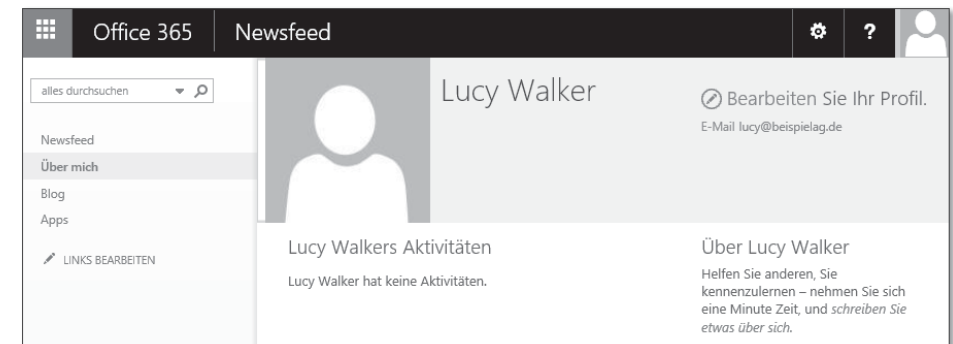 Office 365
Newsfeed
?
alles durchsuchen
Newsfeed
Über mich
Blog
Apps
LINKS BEARBEITEN
Lucy Walker
Bearbeiten Sie Ihr Profil.
E-Mail lucy@beispielag.de
Lucy Walkers Aktivitäten
Lucy Walker hat keine Aktivitäten.
Über Lucy Walker
Helfen Sie anderen, Sie
kennenzulernen – nehmen Sie sich
eine Minute Zeit, und schreiben Sie
etwas über sich.